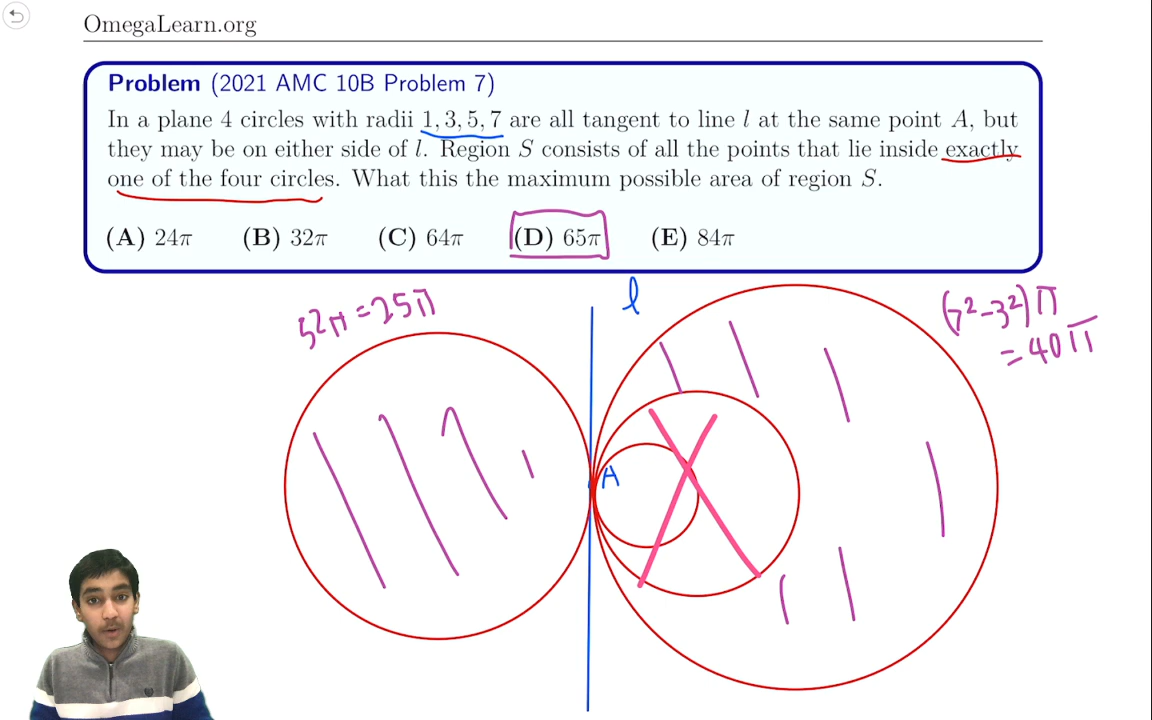 OmegaLearn.org
Problem (2021 AMC 10B Problem 7)
In a plane 4 circles with radii 1, 3, 5, 7 are all tangent to line l at the same point A, but
they may be on either side of l. Region S consists of all the points that lie inside exactly
one of the four circles. What this the maximum possible area of region S.
(A) 24π (B) 32π (C) 64π (D) 65π (E) 84π
l
5²π = 25π
(7²-3²)π
= 40π
A